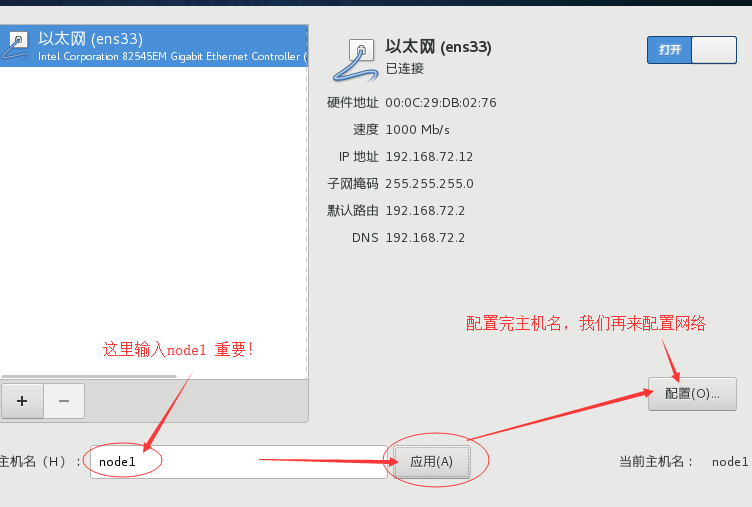 以太网 (ens33)
Intel Corporation 82545EM Gigabit Ethernet Controller (
以太网 (ens33)
已连接
打开
硬件地址 00:0C:29:DB:02:76
速度 1000 Mb/s
IP 地址 192.168.72.12
子网掩码 255.255.255.0
默认路由 192.168.72.2
DNS 192.168.72.2
配置完主机名，我们再来配置网络
这里输入node1 重要！
+ −
配置(O)...
主机名（H）： node1
应用(A)
当前主机名： node1